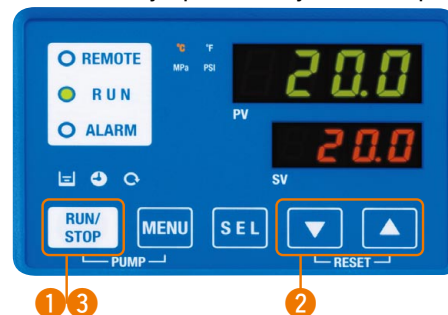 REMOTE
°C °F
RUN
MPa PSI
ALARM
20.0
PV
20.0
SV
RUN/
STOP
MENU
SEL
PUMP
RESET
1 3
2